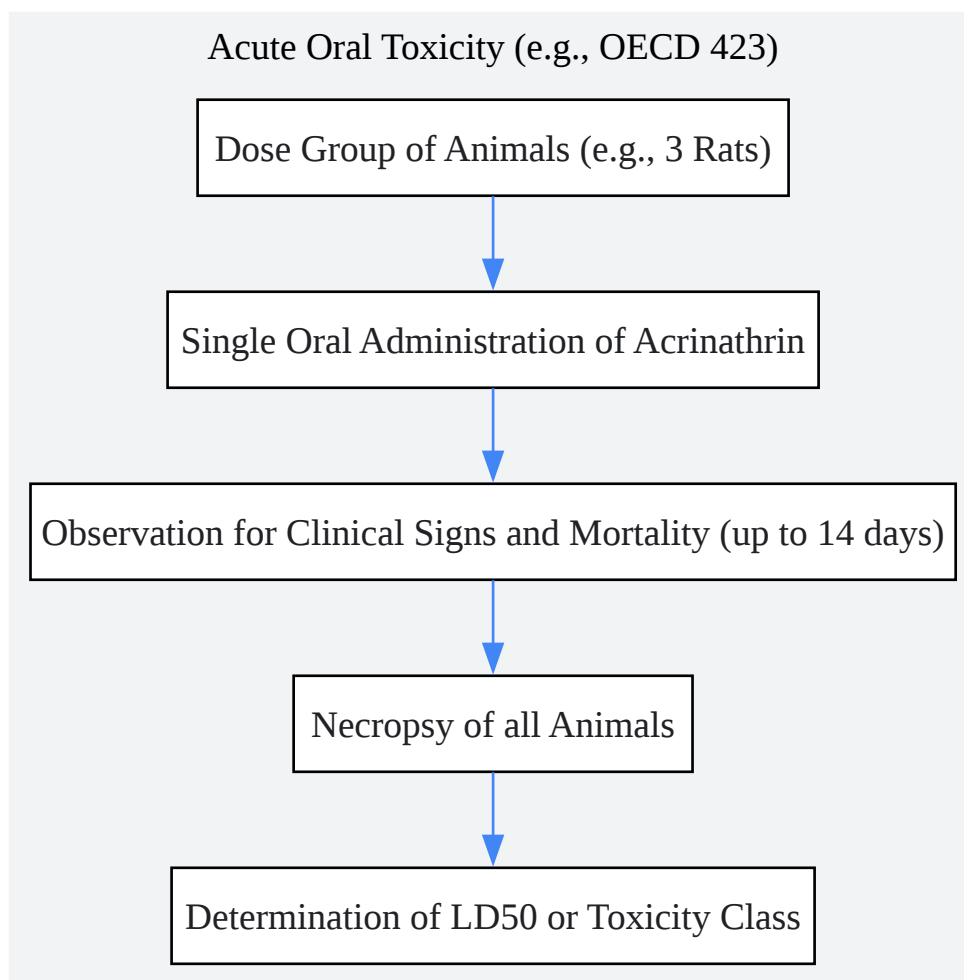 Acute Oral Toxicity (e.g., OECD 423)
Dose Group of Animals (e.g., 3 Rats)
Single Oral Administration of Acrinathrin
Observation for Clinical Signs and Mortality (up to 14 days)
Necropsy of all Animals
Determination of LD50 or Toxicity Class